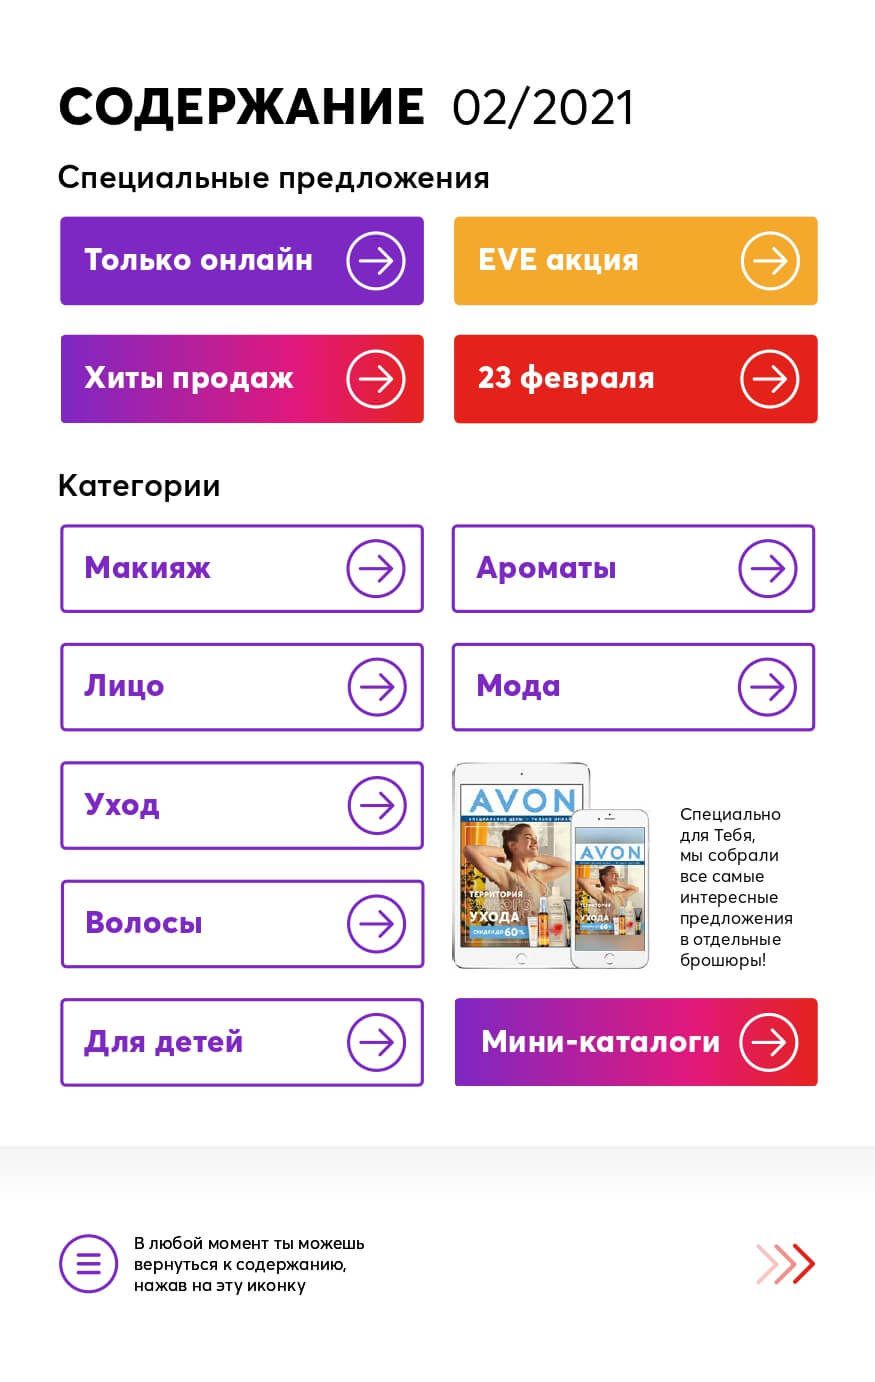 СОДЕРЖАНИЕ 02/2021
Специальные предложения
Только онлайн
EVE акция
Хиты продаж
23 февраля
Категории
Макияж
Ароматы
Лицо
Мода
Уход
Волосы
Для детей
AVON
ТЕРРИТОРИЯ
УХОДА
СКИДКИ ДО 60%
AVON
ТЕРРИТОРИЯ
УХОДА
Специально
для Тебя,
мы собрали
все самые
интересные
предложения
в отдельные
брошюры!
Мини-каталоги
В любой момент ты можешь
вернуться к содержанию,
нажав на эту иконку